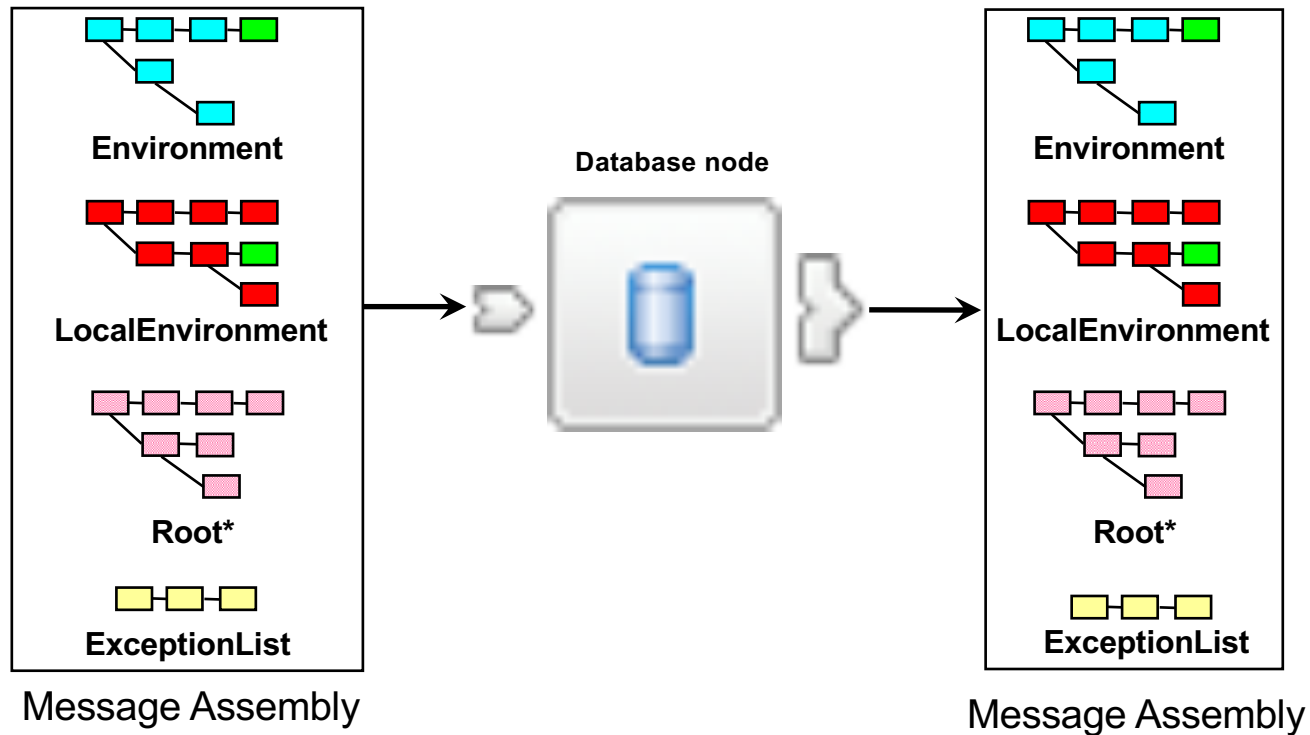 Environment
LocalEnvironment
Root*
ExceptionList
Message Assembly
Database node
Environment
LocalEnvironment
Root*
ExceptionList
Message Assembly